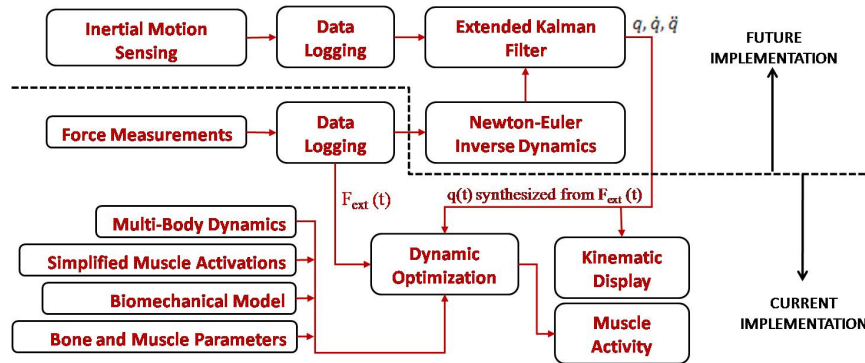 Inertial Motion
Sensing
Data
Logging
Extended Kalman
Filter
q, q̇, q̈
FUTURE
IMPLEMENTATION
Force Measurements
Data
Logging
Newton-Euler
Inverse Dynamics
F_ext (t)
q(t) synthesized from F_ext (t)
Multi-Body Dynamics
Simplified Muscle Activations
Biomechanical Model
Bone and Muscle Parameters
Dynamic
Optimization
Kinematic
Display
Muscle
Activity
CURRENT
IMPLEMENTATION